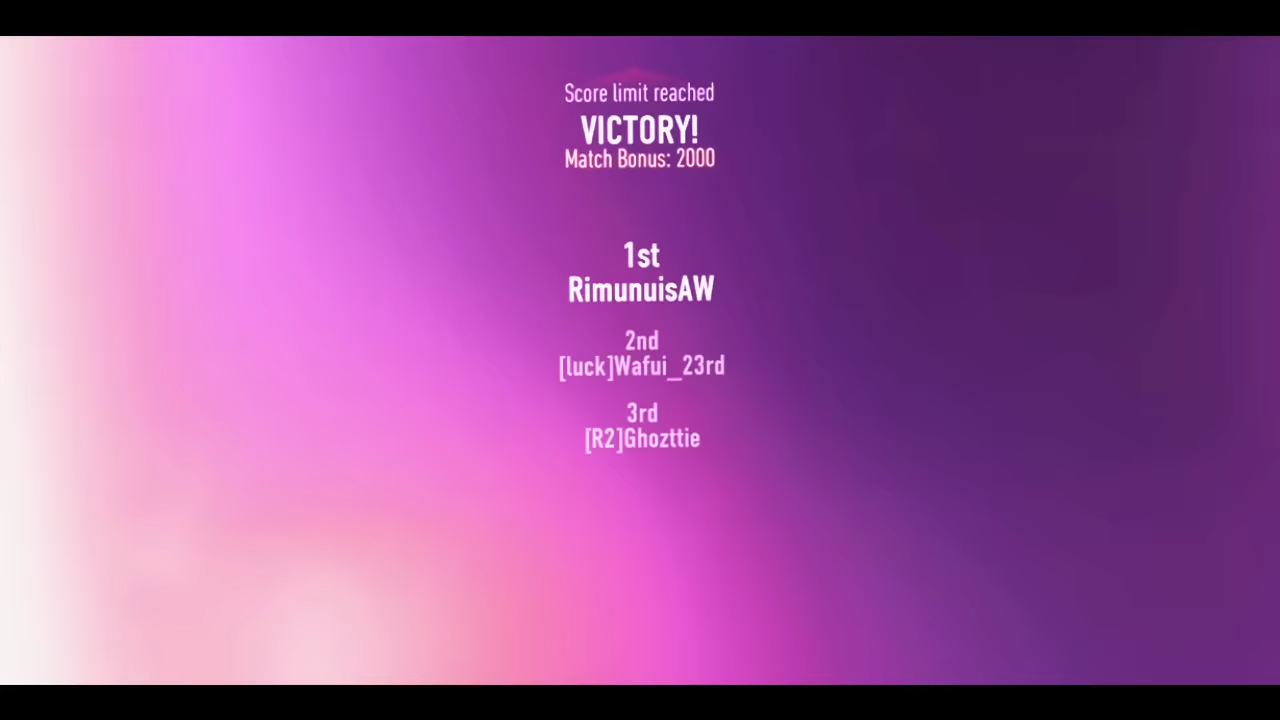 Score limit reached
VICTORY!
Match Bonus: 2000
1st
RimunuisAW
2nd
[luck]Wafui_23rd
3rd
[R2]Ghozttie